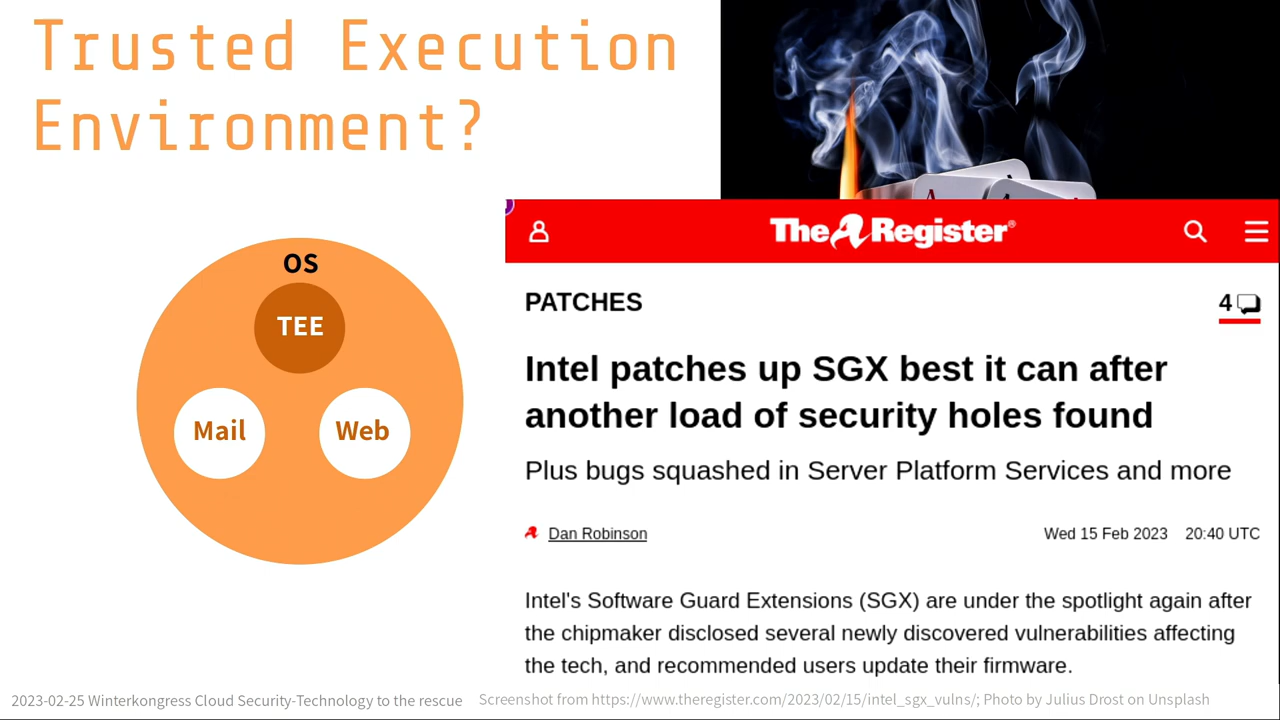 Trusted Execution
Environment?
OS
TEE
Mail
Web
The Register®
PATCHES
4
Intel patches up SGX best it can after
another load of security holes found
Plus bugs squashed in Server Platform Services and more
Dan Robinson
Wed 15 Feb 2023 20:40 UTC
Intel's Software Guard Extensions (SGX) are under the spotlight again after
the chipmaker disclosed several newly discovered vulnerabilities affecting
the tech, and recommended users update their firmware.
2023-02-25 Winterkongress Cloud Security-Technology to the rescue
Screenshot from https://www.theregister.com/2023/02/15/intel_sgx_vulns/; Photo by Julius Drost on Unsplash